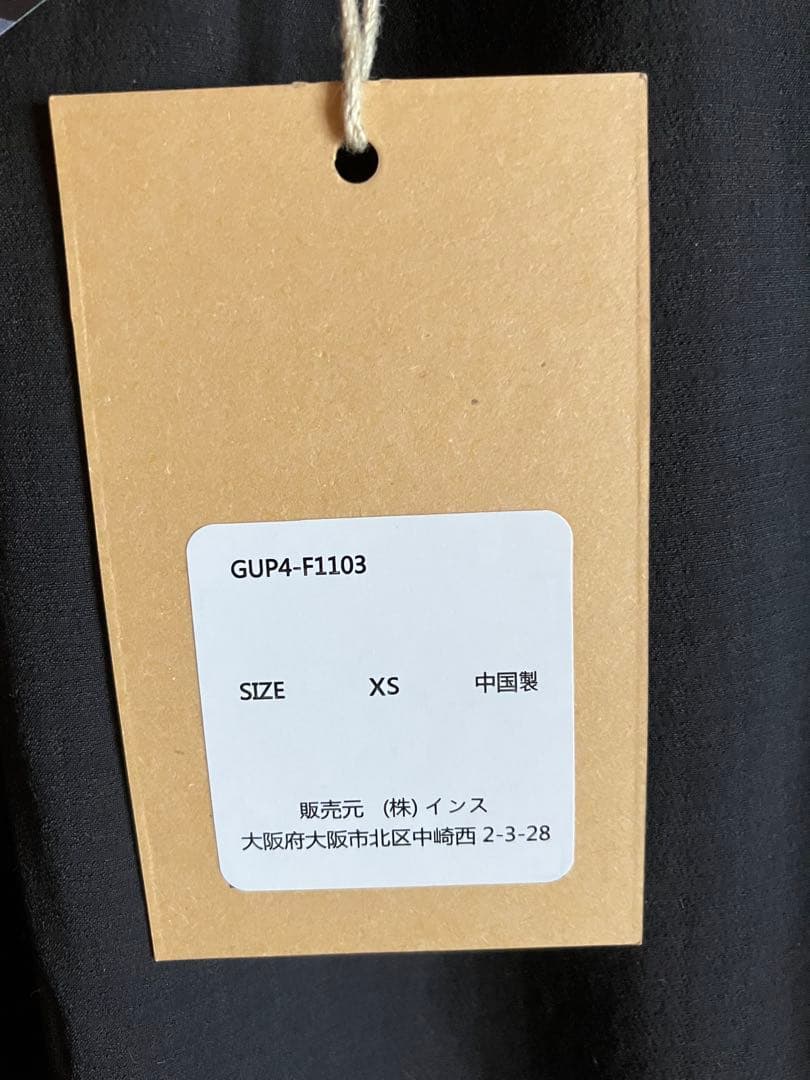 GUP4-F1103
SIZE XS 中国製
販売元 (株)インス
大阪府大阪市北区中崎西 2-3-28